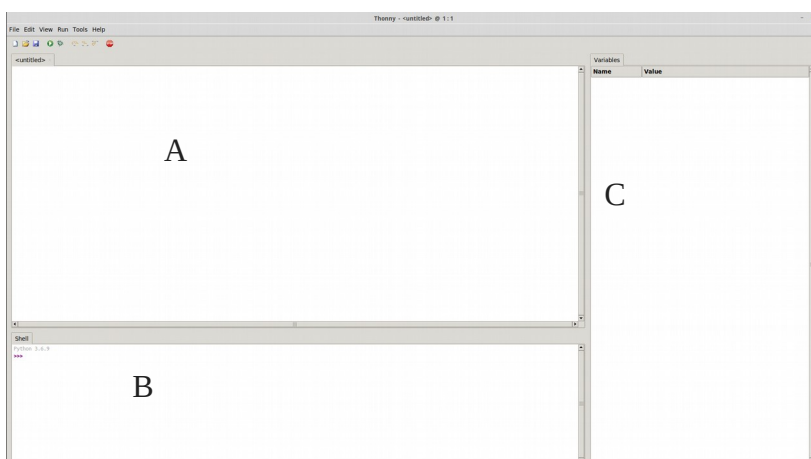 Thonny - <untitled> @ 1:1
File Edit View Run Tools Help
<untitled>
A
Variables
Name Value
C
Shell
Python 3.6.9
>>>
B